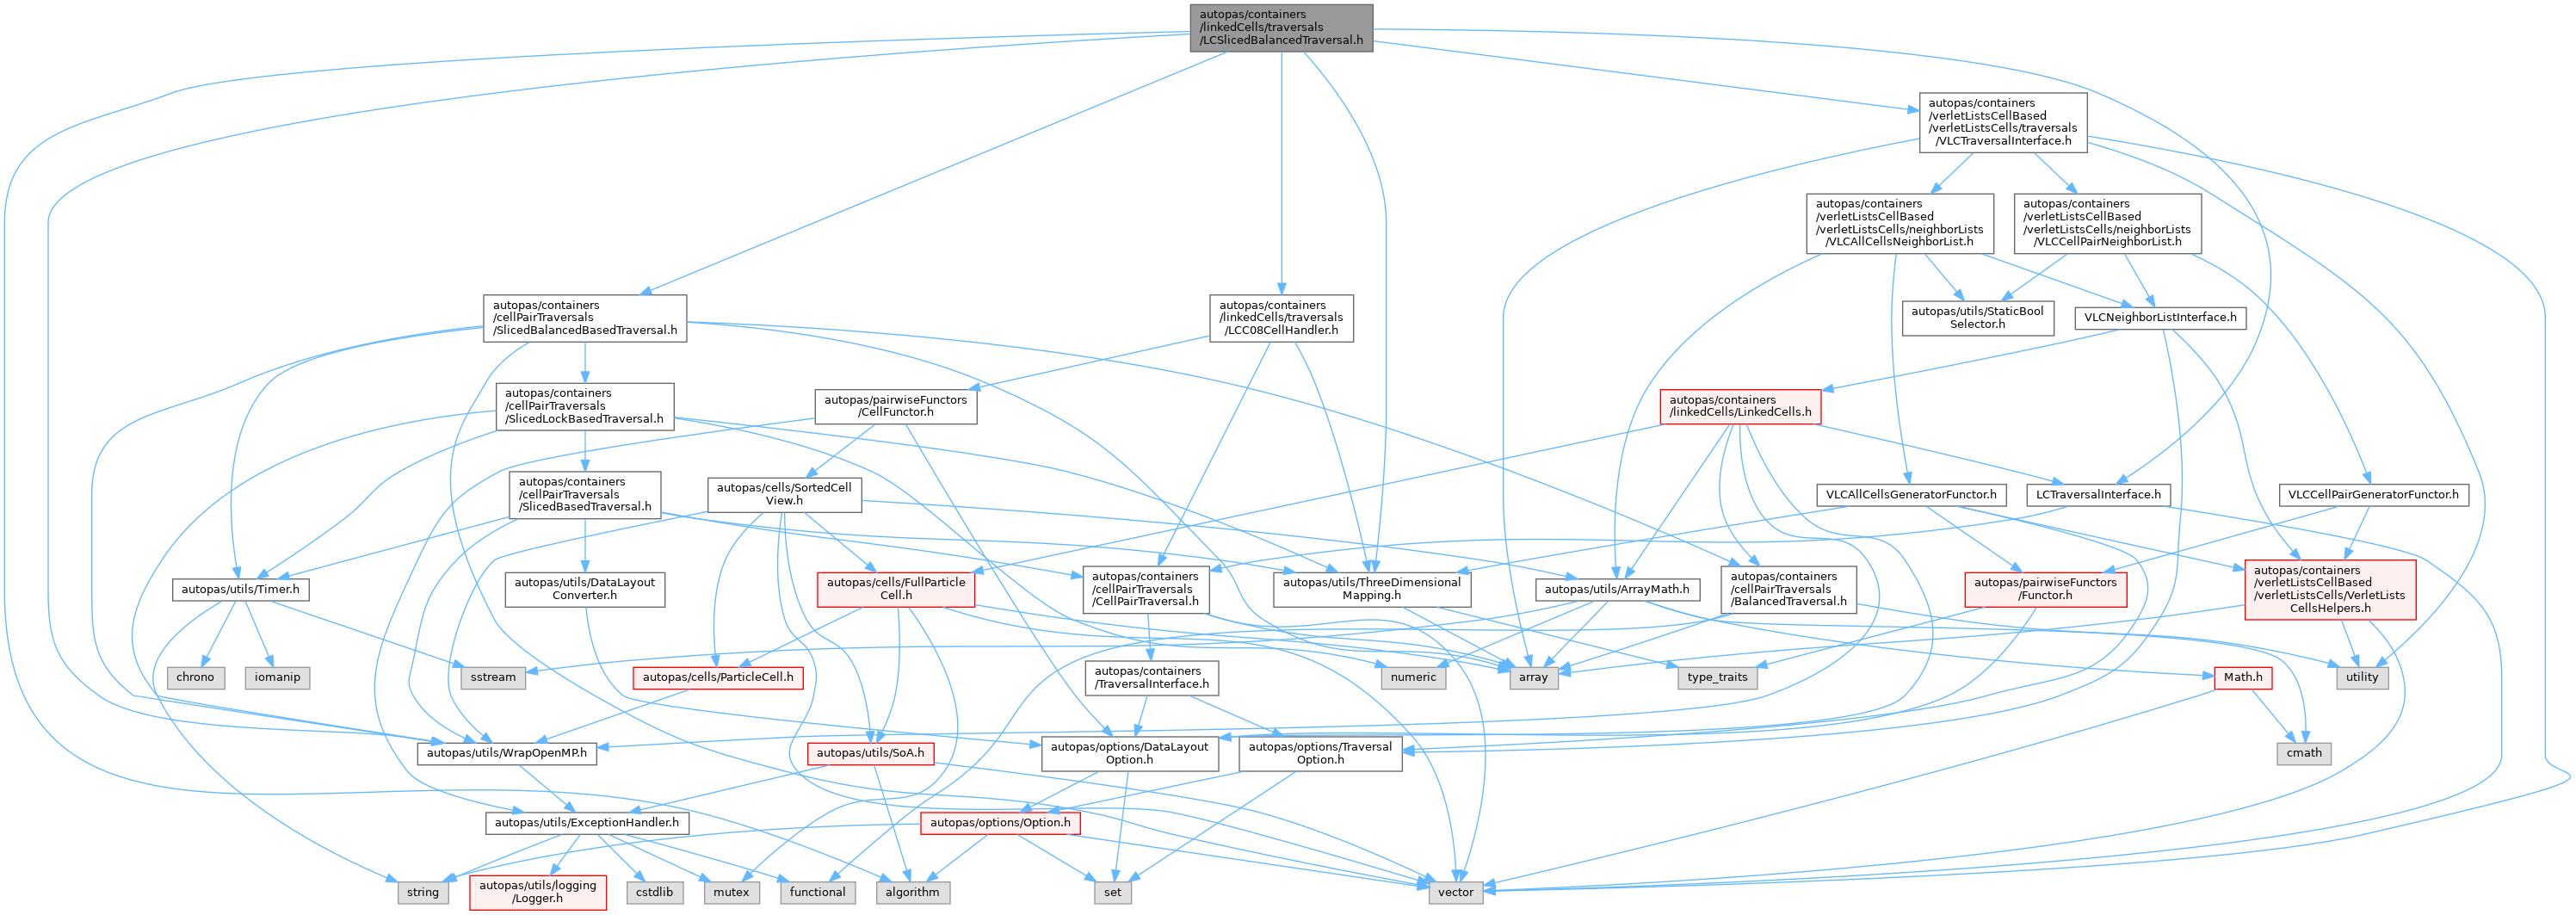 autopas/containers
/linkedCells/traversals
/LCSlicedBalancedTraversal.h
autopas/containers
/verletListsCellBased
/verletListsCells/traversals
/VLCTraversalInterface.h
autopas/containers
/verletListsCellBased
/verletListsCells/neighborLists
/VLCAllCellsNeighborList.h
autopas/containers
/verletListsCellBased
/verletListsCells/neighborLists
/VLCCellPairNeighborList.h
autopas/containers
/cellPairTraversals
/SlicedBalancedBasedTraversal.h
autopas/containers
/linkedCells/traversals
/LCC08CellHandler.h
autopas/utils/StaticBool
Selector.h
VLCNeighborListInterface.h
autopas/containers
/cellPairTraversals
/SlicedLockBasedTraversal.h
autopas/pairwiseFunctors
/CellFunctor.h
autopas/containers
/linkedCells/LinkedCells.h
autopas/containers
/cellPairTraversals
/SlicedBasedTraversal.h
autopas/cells/SortedCell
View.h
VLCAllCellsGeneratorFunctor.h
LCTraversalInterface.h
VLCCellPairGeneratorFunctor.h
autopas/utils/Timer.h
autopas/utils/DataLayout
Converter.h
autopas/cells/FullParticle
Cell.h
autopas/containers
/cellPairTraversals
/CellPairTraversal.h
autopas/utils/ThreeDimensional
Mapping.h
autopas/utils/ArrayMath.h
autopas/containers
/cellPairTraversals
/BalancedTraversal.h
autopas/pairwiseFunctors
/Functor.h
autopas/containers
/verletListsCellBased
/verletListsCells/VerletLists
CellsHelpers.h
chrono
iomanip
sstream
autopas/cells/ParticleCell.h
autopas/containers
/TraversalInterface.h
numeric
array
type_traits
Math.h
utility
autopas/utils/WrapOpenMP.h
autopas/utils/SoA.h
autopas/options/DataLayout
Option.h
autopas/options/Traversal
Option.h
cmath
autopas/utils/ExceptionHandler.h
autopas/options/Option.h
string
autopas/utils/logging
/Logger.h
cstdlib
mutex
functional
algorithm
set
vector